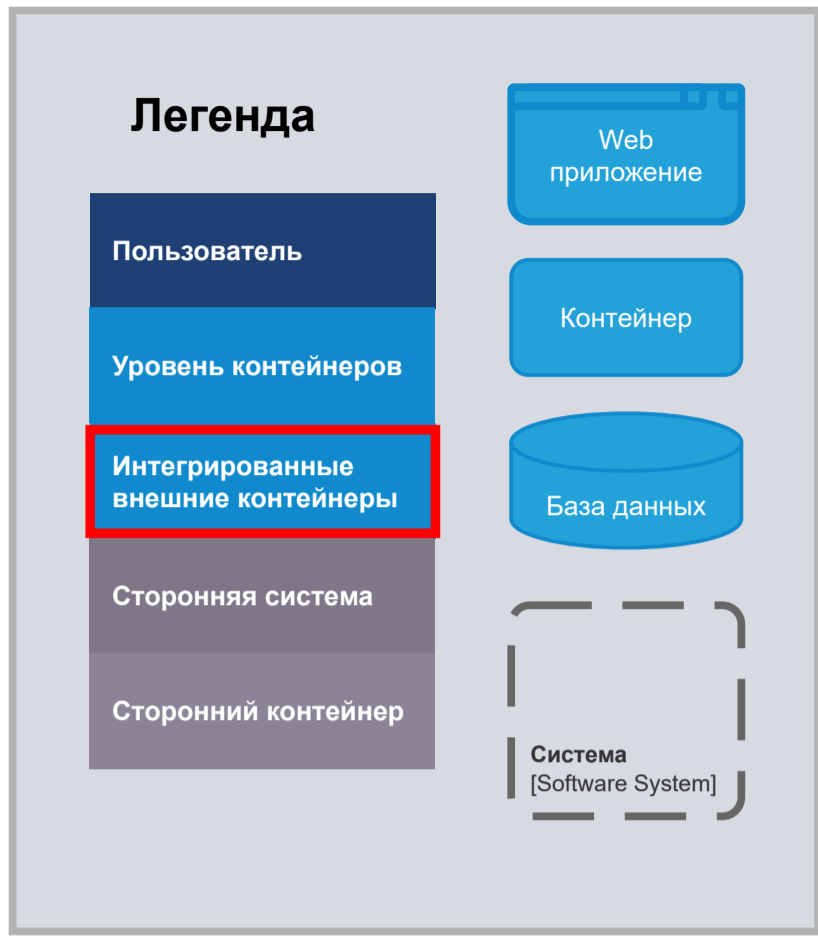 Легенда
Пользователь
Уровень контейнеров
Интегрированные
внешние контейнеры
Сторонняя система
Сторонний контейнер
Web
приложение
Контейнер
База данных
Система
[Software System]